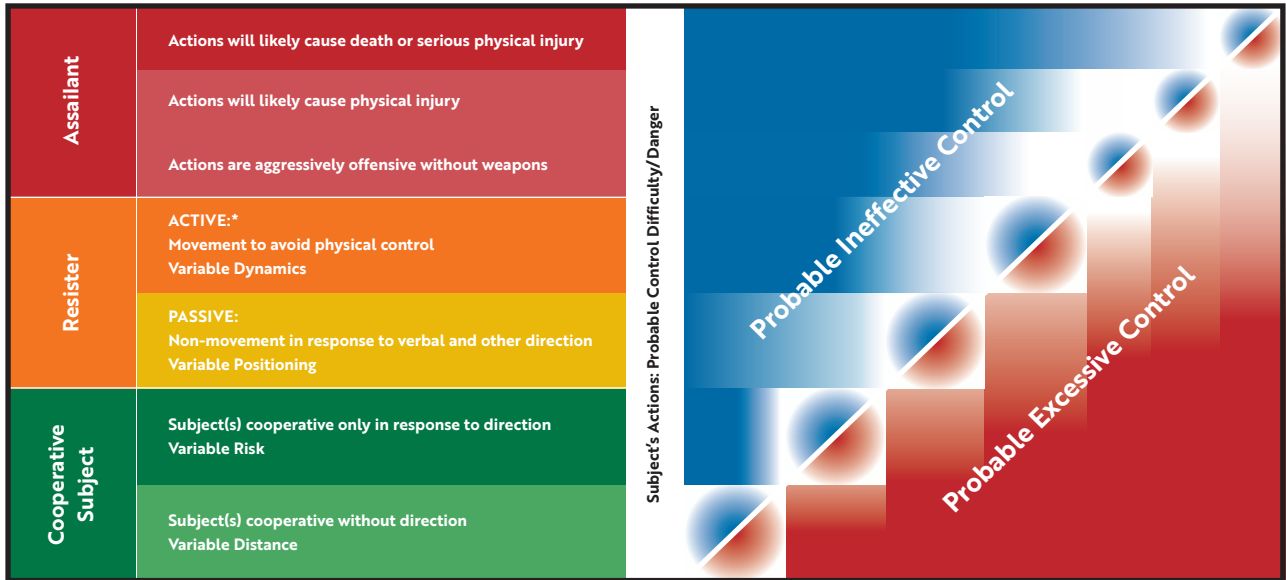 Assailant
Actions will likely cause death or serious physical injury
Actions will likely cause physical injury
Actions are aggressively offensive without weapons
Resister
ACTIVE:*
Movement to avoid physical control
Variable Dynamics
PASSIVE:
Non-movement in response to verbal and other direction
Variable Positioning
Cooperative
Subject
Subject(s) cooperative only in response to direction
Variable Risk
Subject(s) cooperative without direction
Variable Distance
Subject's Actions: Probable Control Difficulty/Danger
Probable Ineffective Control
Probable Excessive Control